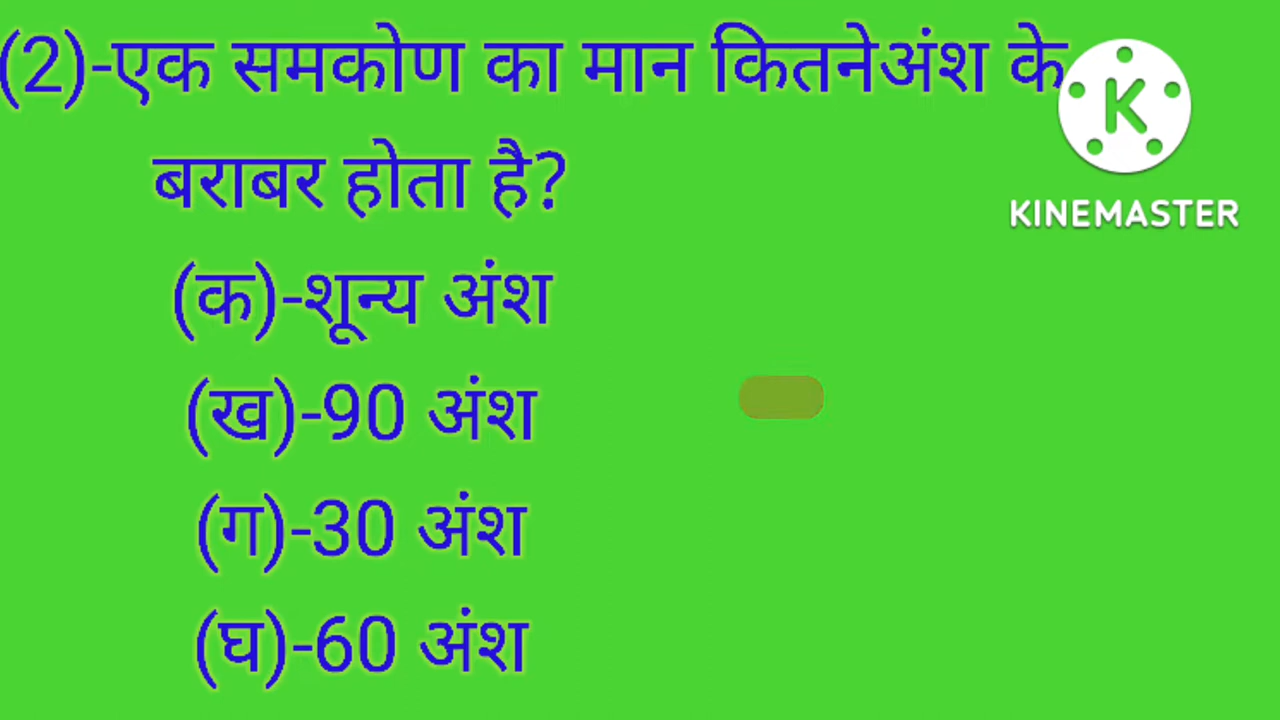 (2)-एक समकोण का मान कितनेअंश के
बराबर होता है?
(क)-शून्य अंश
(ख)-90 अंश
(ग)-30 अंश
(घ)-60 अंश
K
KINEMASTER